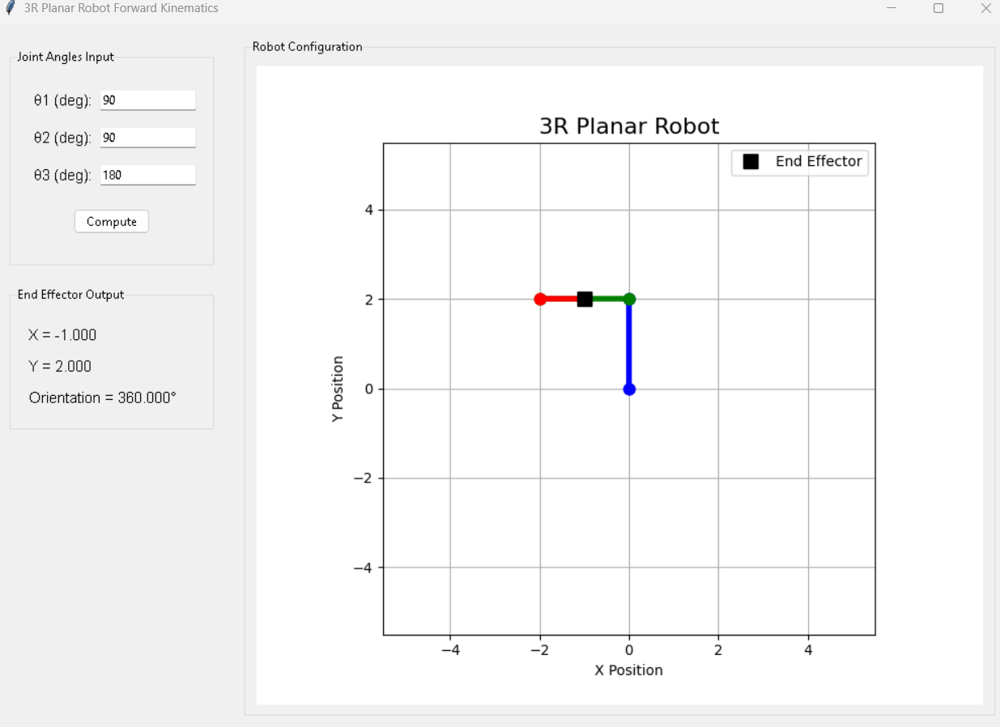 3R Planar Robot Forward Kinematics
Joint Angles Input
θ1 (deg): 90
θ2 (deg): 90
θ3 (deg): 180
Compute
End Effector Output
X = -1.000
Y = 2.000
Orientation = 360.000°
Robot Configuration
3R Planar Robot
End Effector
4
2
0
−2
−4
Y Position
−4 −2 0 2 4
X Position